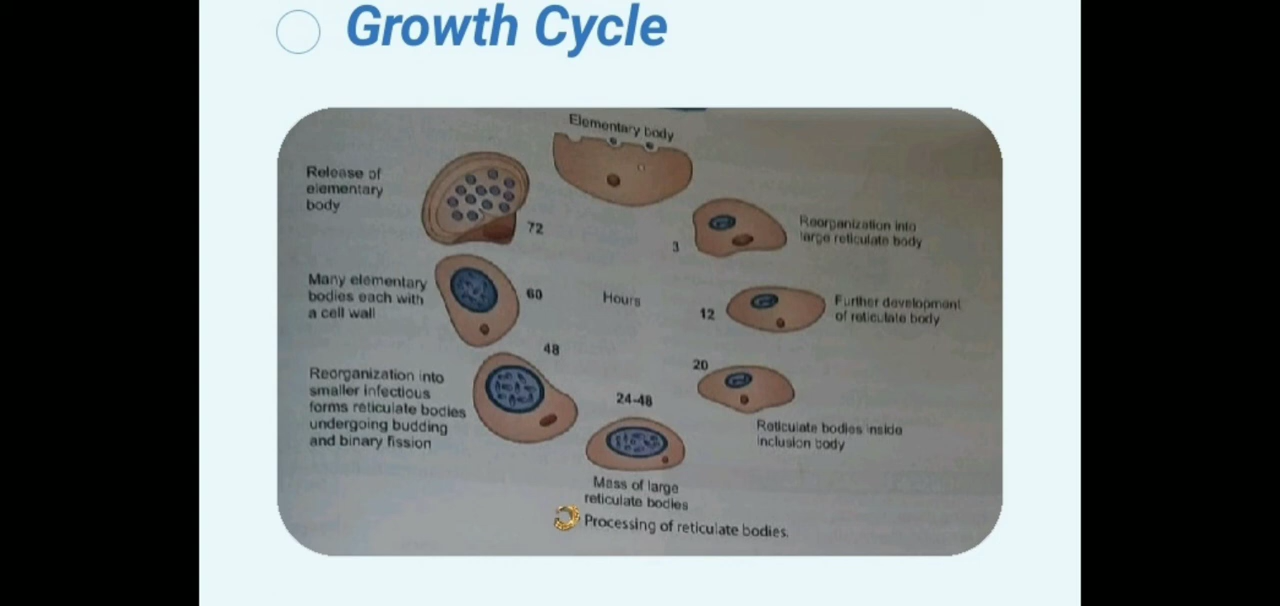 Growth Cycle
Elementary body
Release of
elementary
body
72
3
Reorganization into
large reticulate body
Many elementary
bodies each with
a cell wall
60
Hours
12
Further development
of reticulate body
48
20
Reorganization into
smaller infectious
forms reticulate bodies
undergoing budding
and binary fission
24-48
Reticulate bodies inside
inclusion body
Mass of large
reticulate bodies
Processing of reticulate bodies.